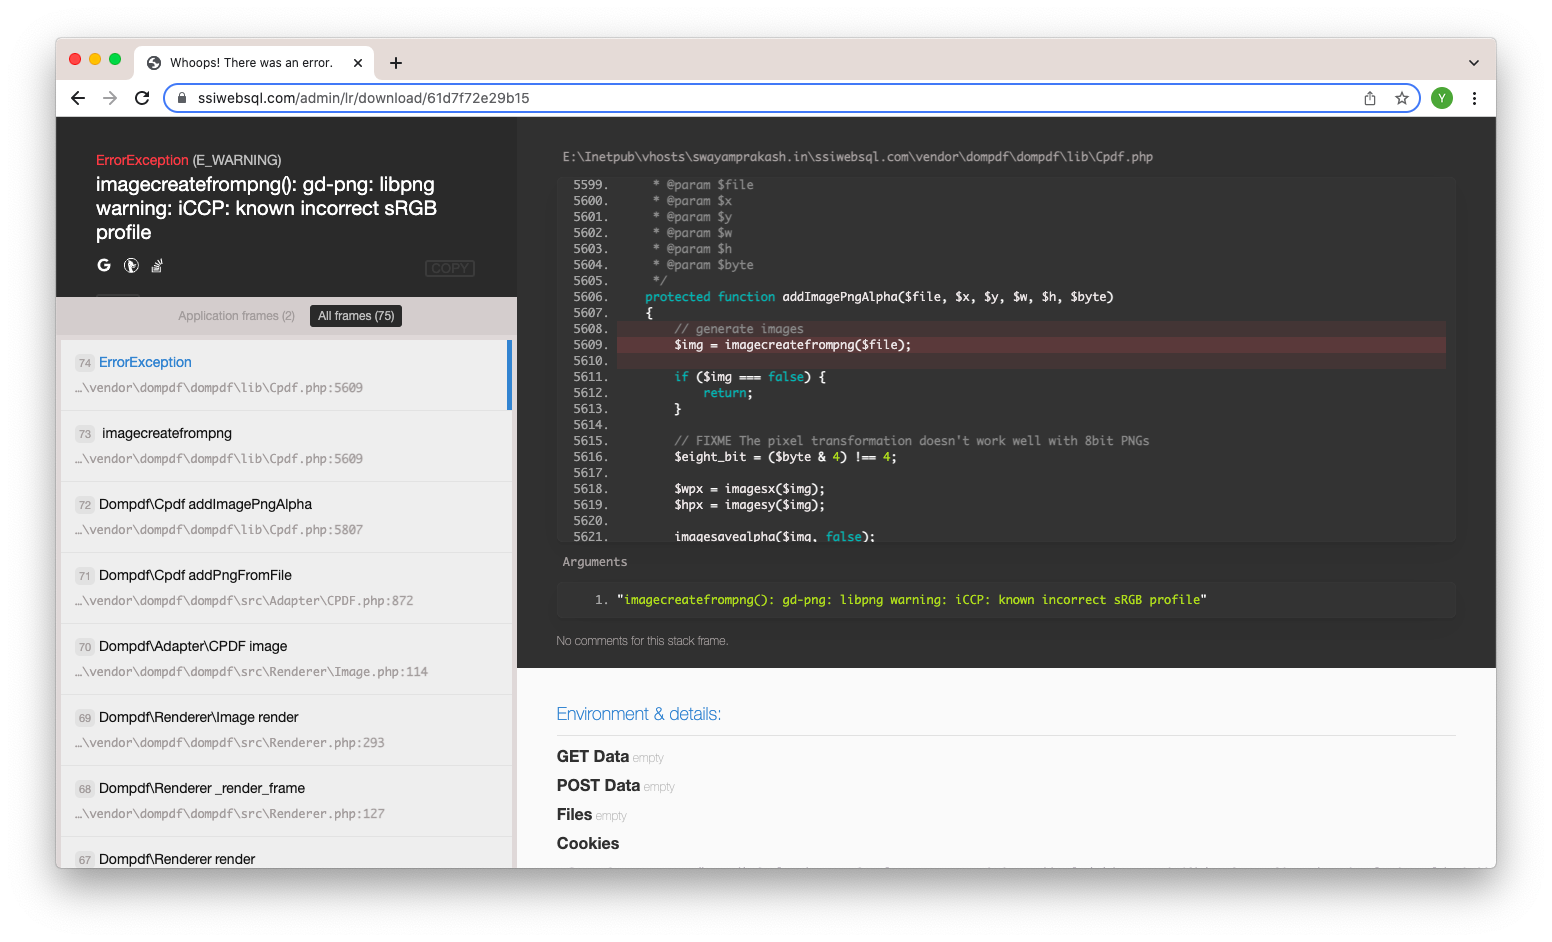 Whoops! There was an error.
ssiwebsql.com/admin/lr/download/61d7f72e29b15
Y
ErrorException (E_WARNING)
imagecreatefrompng(): gd-png: libpng
warning: iCCP: known incorrect sRGB
profile
COPY
Application frames (2) All frames (75)
74 ErrorException
…\vendor\dompdf\dompdf\lib\Cpdf.php:5609
73 imagecreatefrompng
…\vendor\dompdf\dompdf\lib\Cpdf.php:5609
72 Dompdf\Cpdf addImagePngAlpha
…\vendor\dompdf\dompdf\lib\Cpdf.php:5807
71 Dompdf\Cpdf addPngFromFile
…\vendor\dompdf\dompdf\src\Adapter\CPDF.php:872
70 Dompdf\Adapter\CPDF image
…\vendor\dompdf\dompdf\src\Renderer\Image.php:114
69 Dompdf\Renderer\Image render
…\vendor\dompdf\dompdf\src\Renderer.php:293
68 Dompdf\Renderer _render_frame
…\vendor\dompdf\dompdf\src\Renderer.php:127
67 Dompdf\Renderer render
E:\Inetpub\vhosts\swayamprakash.in\ssiwebsql.com\vendor\dompdf\dompdf\lib\Cpdf.php
5599. * @param $file
5600. * @param $x
5601. * @param $y
5602. * @param $w
5603. * @param $h
5604. * @param $byte
5605. */
5606. protected function addImagePngAlpha($file, $x, $y, $w, $h, $byte)
5607. {
5608. // generate images
5609. $img = imagecreatefrompng($file);
5610.
5611. if ($img === false) {
5612. return;
5613. }
5614.
5615. // FIXME The pixel transformation doesn't work well with 8bit PNGs
5616. $eight_bit = ($byte & 4) !== 4;
5617.
5618. $wpx = imagesx($img);
5619. $hpx = imagesy($img);
5620.
5621. imagesavealpha($img, false);
Arguments
1. "imagecreatefrompng(): gd-png: libpng warning: iCCP: known incorrect sRGB profile"
No comments for this stack frame.
Environment & details:
GET Data empty
POST Data empty
Files empty
Cookies